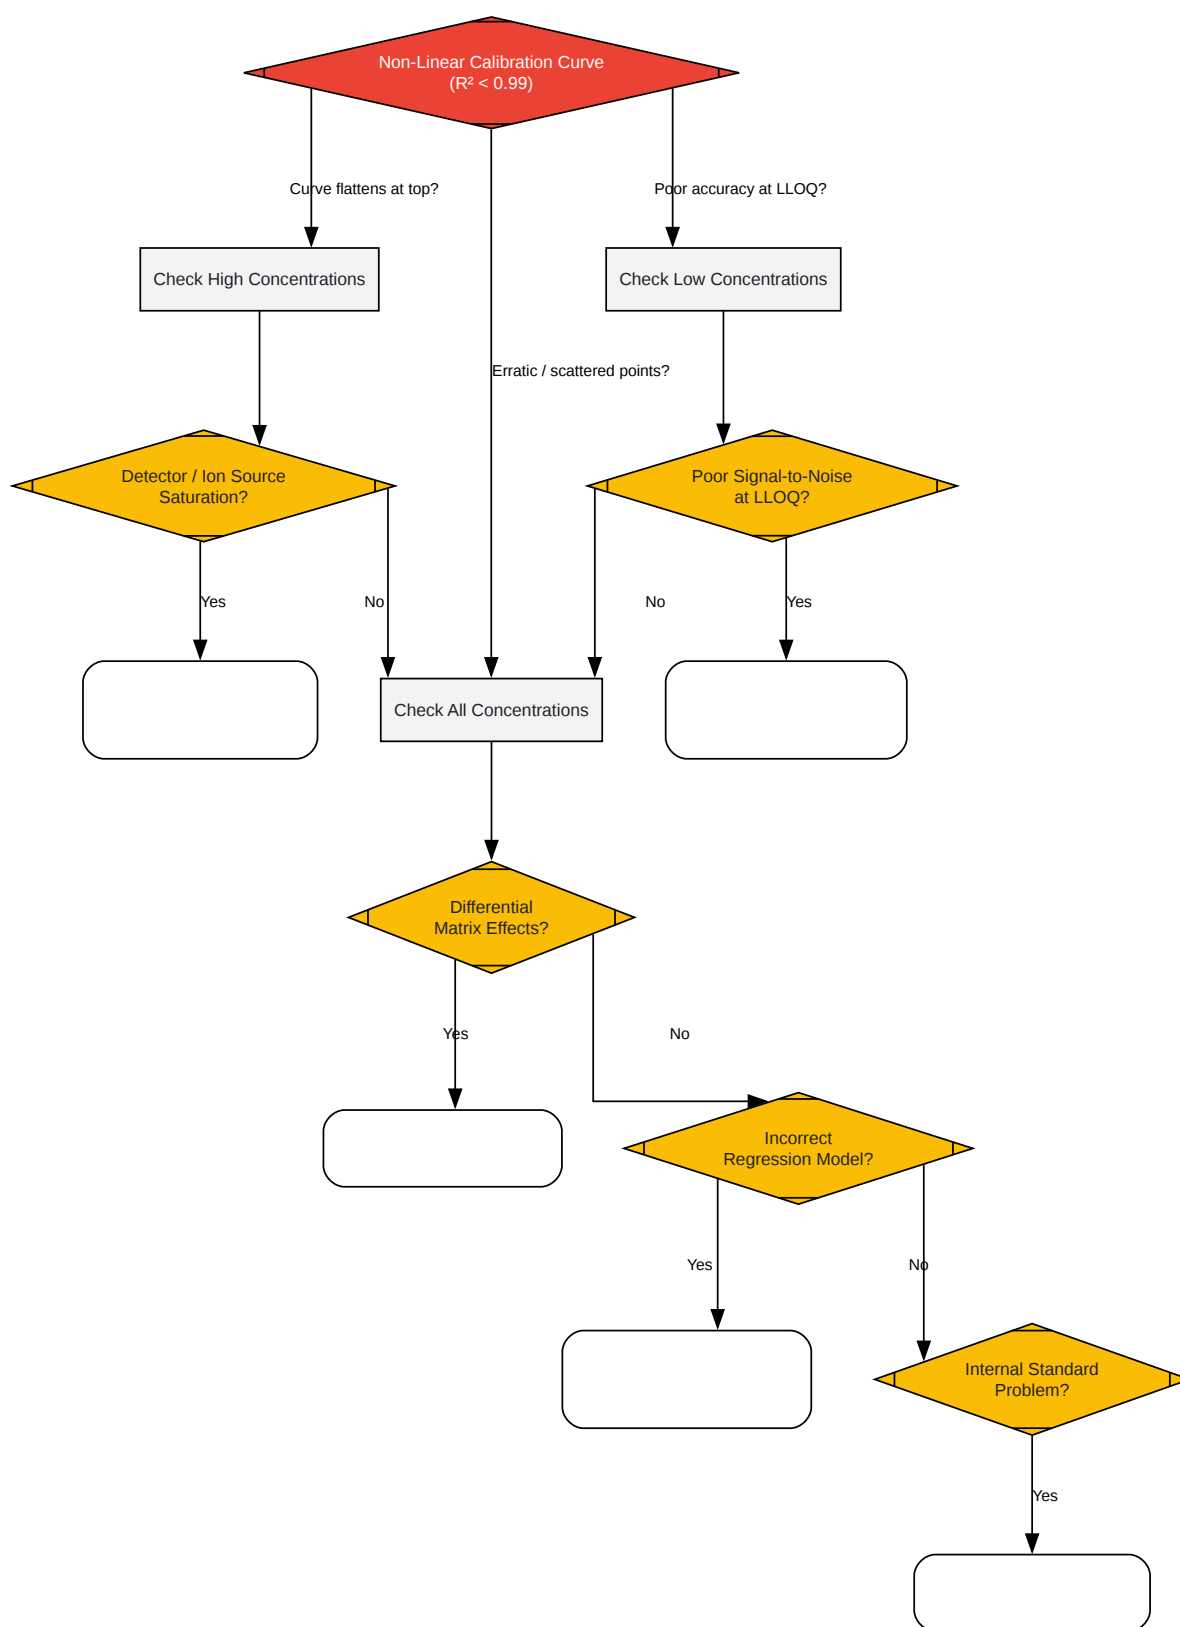 Non-Linear Calibration Curve
(R² < 0.99)
Curve flattens at top?
Poor accuracy at LLOQ?
Check High Concentrations
Check Low Concentrations
Erratic / scattered points?
Detector / Ion Source
Saturation?
Poor Signal-to-Noise
at LLOQ?
Yes
No
No
Yes
Check All Concentrations
Differential
Matrix Effects?
Yes
No
Incorrect
Regression Model?
Yes
No
Internal Standard
Problem?
Yes